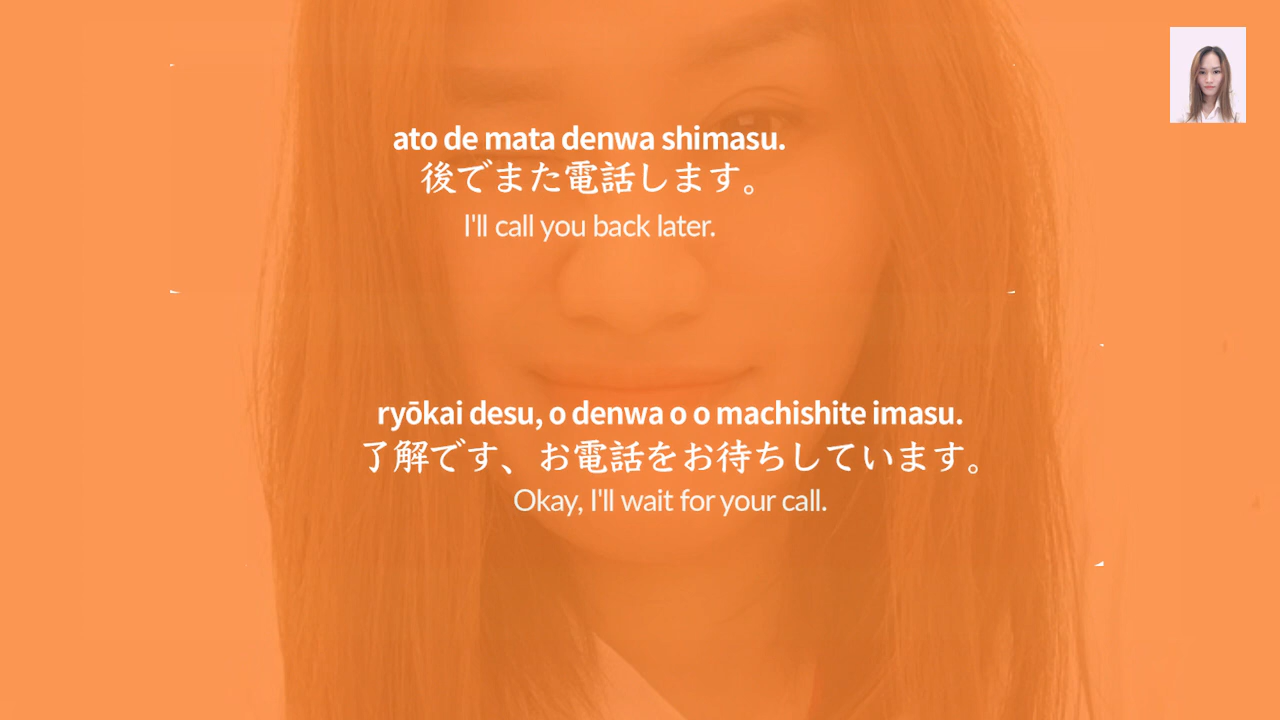 ato de mata denwa shimasu.
後でまた電話します。
I'll call you back later.
ryōkai desu, o denwa o o machishite imasu.
了解です、お電話をお待ちしています。
Okay, I'll wait for your call.